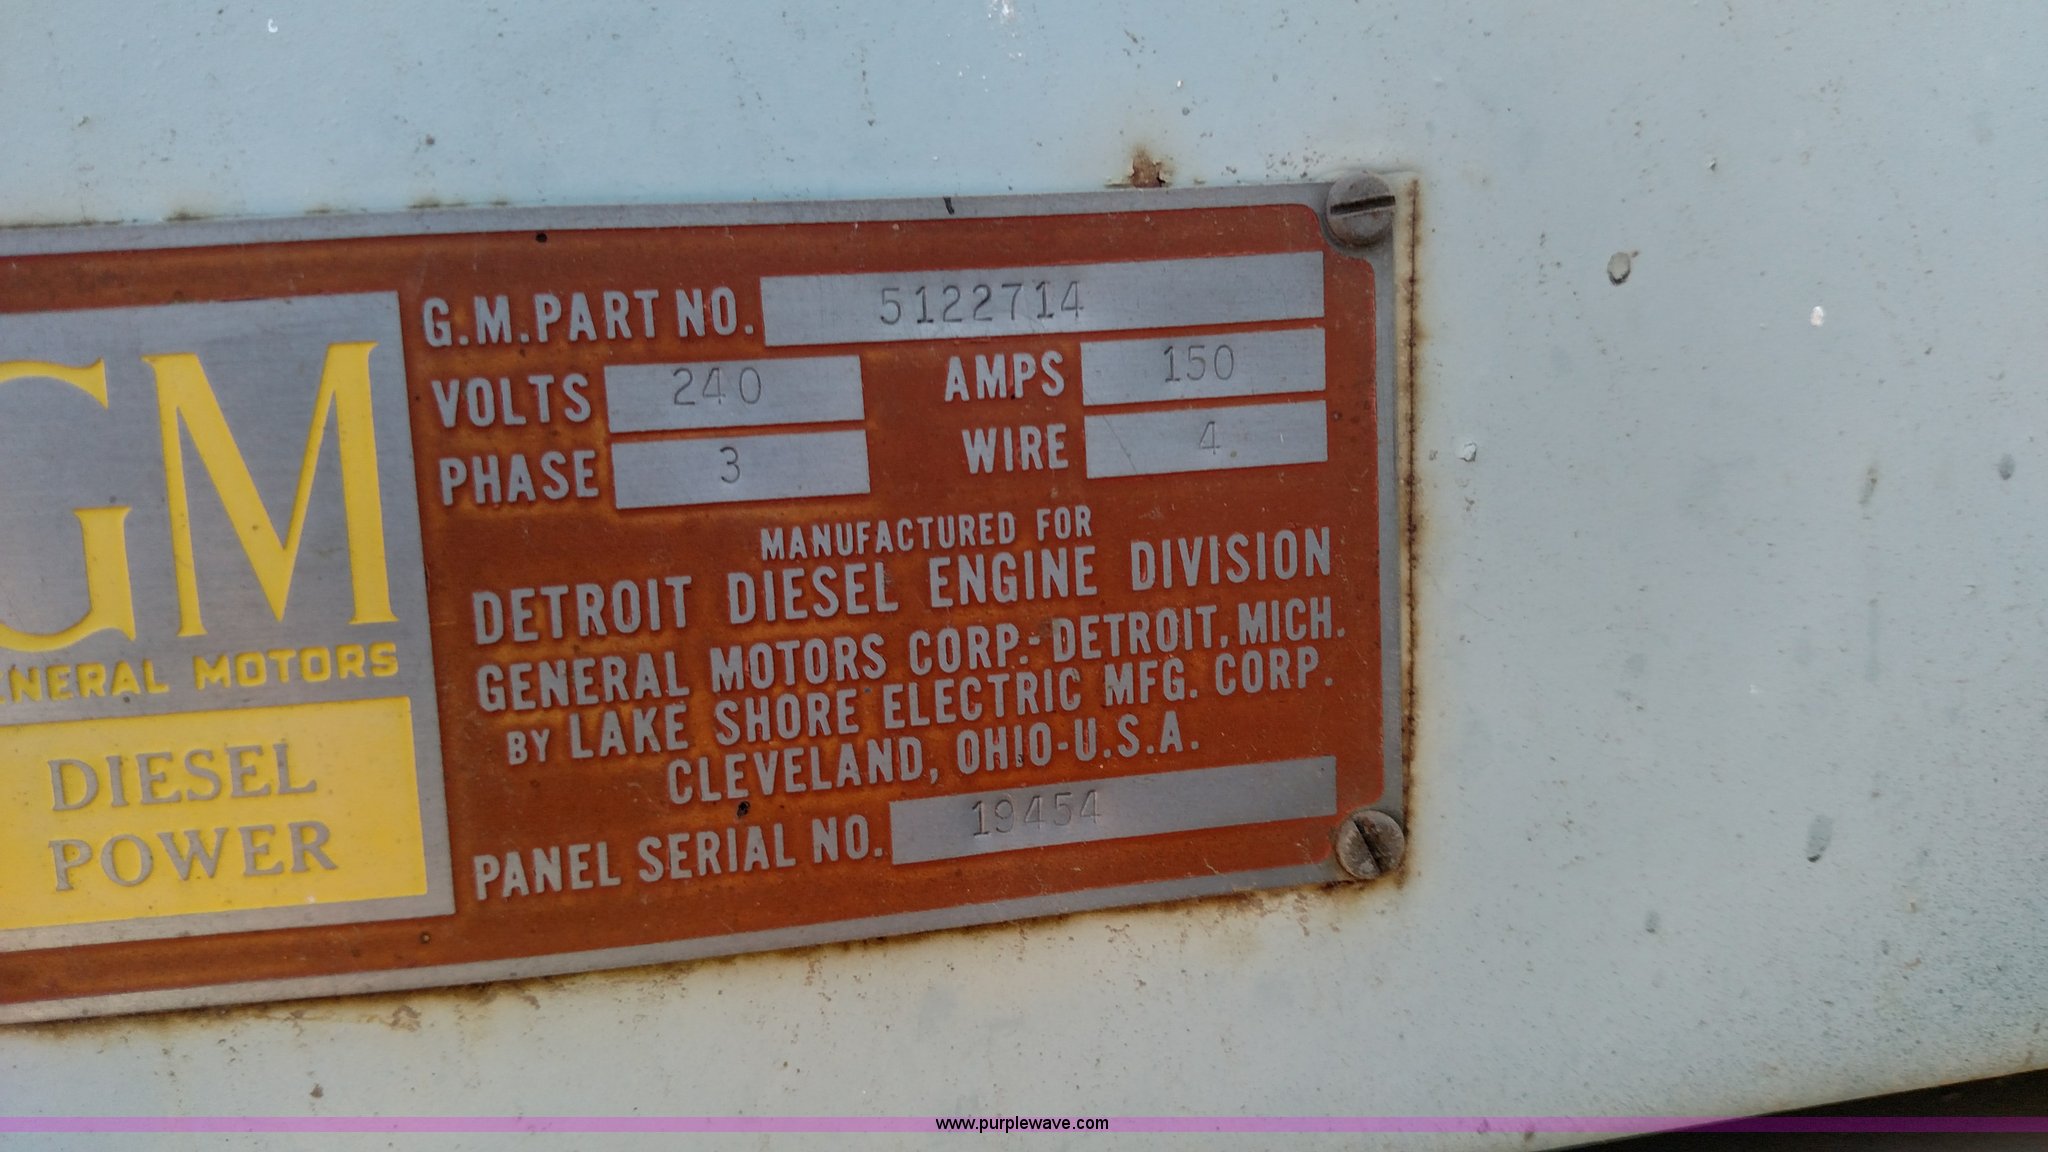 GM
GENERAL MOTORS
DIESEL
POWER
G.M. PART NO. 5122714
VOLTS 240 AMPS 150
PHASE 3 WIRE 4
MANUFACTURED FOR
DETROIT DIESEL ENGINE DIVISION
GENERAL MOTORS CORP.- DETROIT, MICH.
BY LAKE SHORE ELECTRIC MFG. CORP.
CLEVELAND, OHIO-U.S.A.
PANEL SERIAL NO. 19454
www.purplewave.com